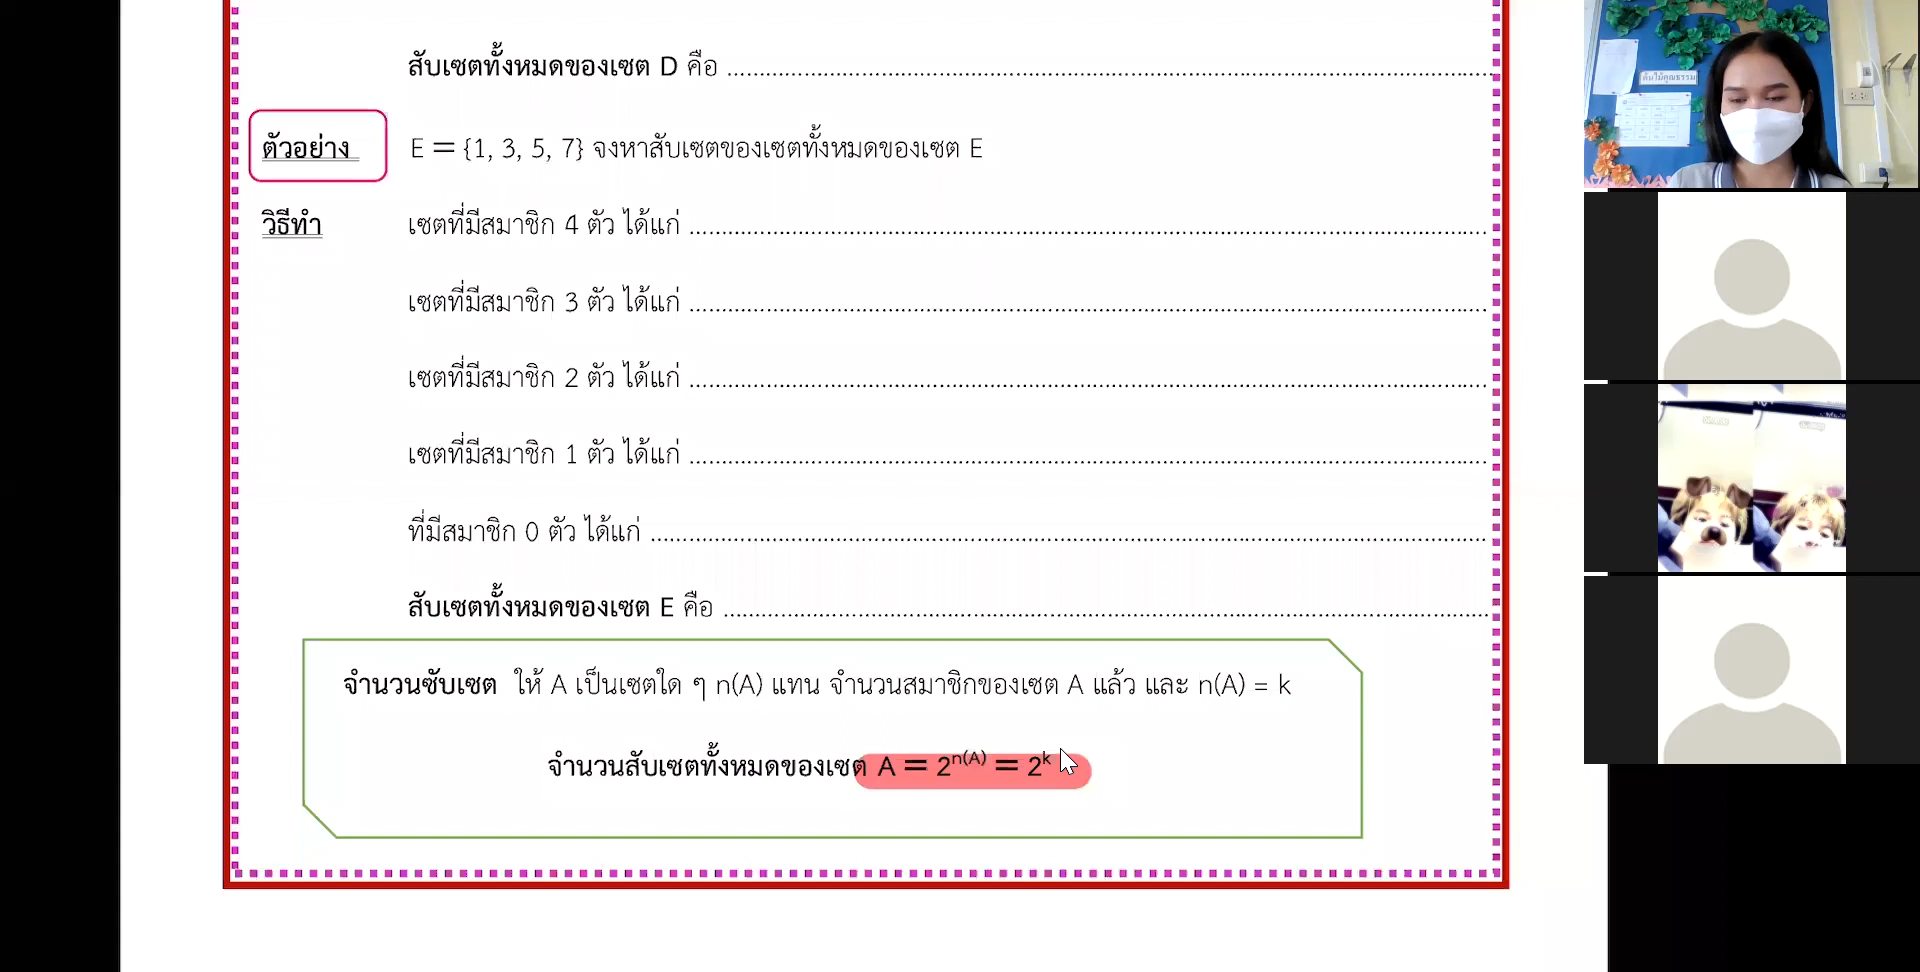 สับเซตทั้งหมดของเซต D คือ ................................................................
ต้นไม้คุณธรรม
ตัวอย่าง E = {1, 3, 5, 7} จงหาสับเซตของเซตทั้งหมดของเซต E
วิธีทำ เซตที่มีสมาชิก 4 ตัว ได้แก่ ................................................................
เซตที่มีสมาชิก 3 ตัว ได้แก่ ................................................................
เซตที่มีสมาชิก 2 ตัว ได้แก่ ................................................................
เซตที่มีสมาชิก 1 ตัว ได้แก่ ................................................................
ที่มีสมาชิก 0 ตัว ได้แก่ ................................................................
สับเซตทั้งหมดของเซต E คือ ................................................................
จำนวนซับเซต ให้ A เป็นเซตใด ๆ n(A) แทน จำนวนสมาชิกของเซต A แล้ว และ n(A) = k
จำนวนสับเซตทั้งหมดของเซต A = 2^n(A) = 2^k